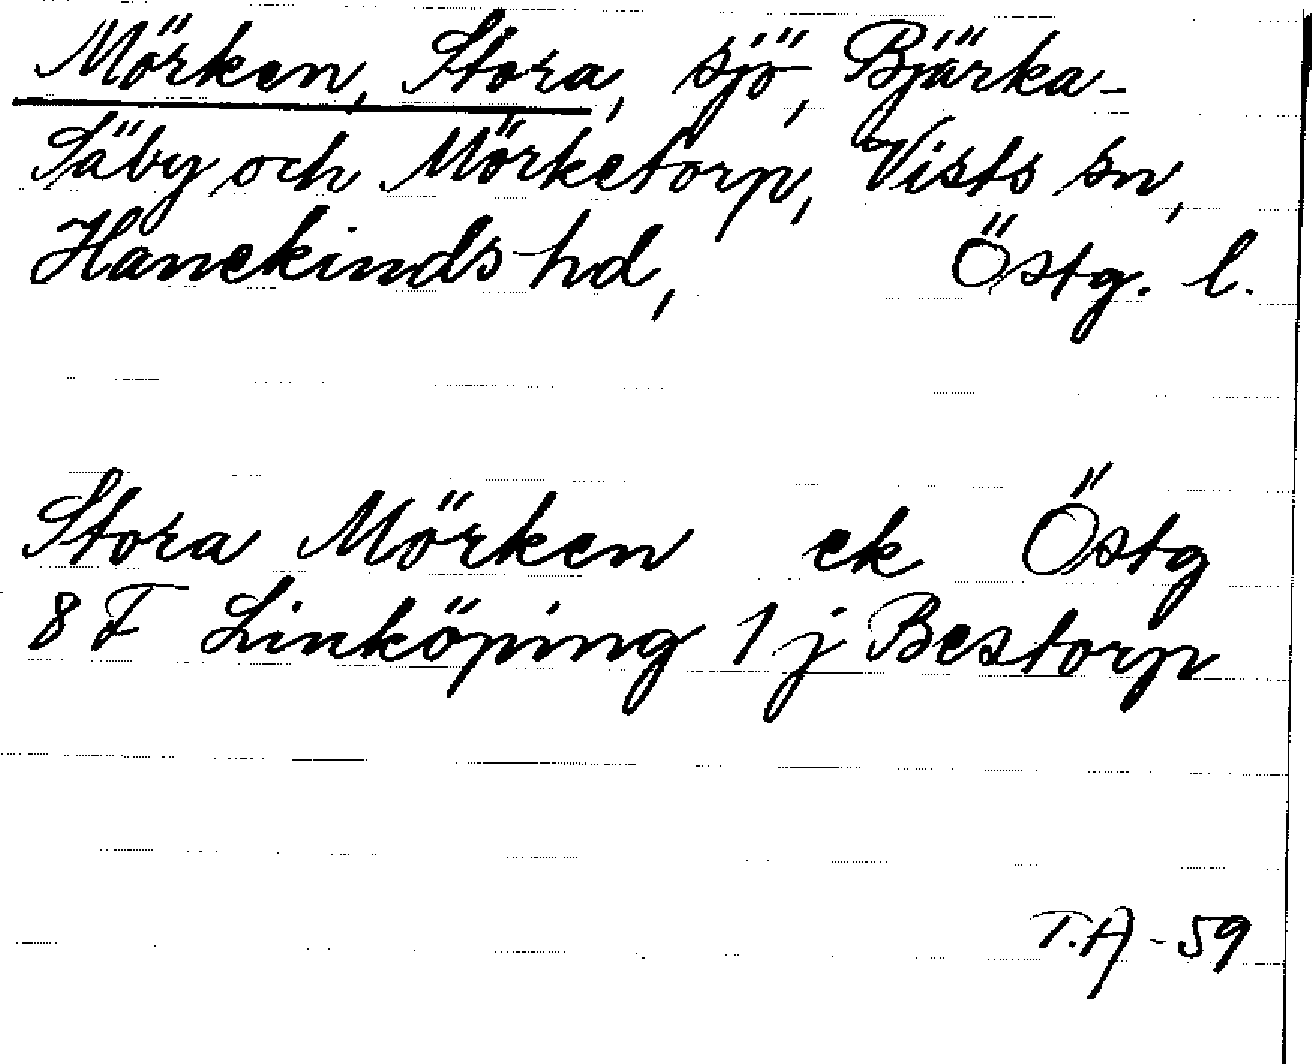 Mörken, Stora, sjö, Bjärka-
Säby och Mörketorp, Vists sn,
Hanekinds hd, Östg. l.
Stora Mörken ek Östg
8 F Linköping 1 j Bestorp
T.A - 59